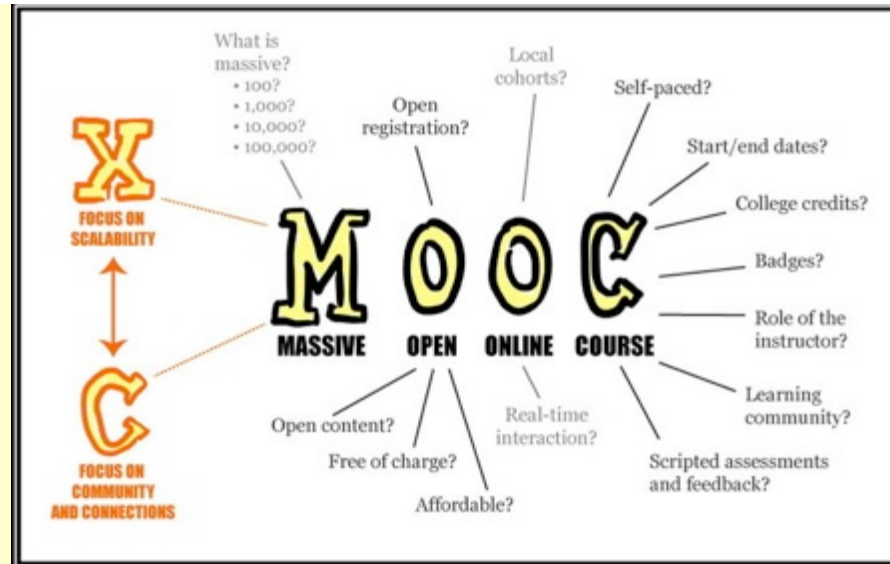 What is
massive?
• 100?
• 1,000?
• 10,000?
• 100,000?
Open
registration?
Local
cohorts?
Self-paced?
Start/end dates?
College credits?
Badges?
Role of the
instructor?
Learning
community?
Scripted assessments
and feedback?
X
FOCUS ON
SCALABILITY
C
FOCUS ON
COMMUNITY
AND CONNECTIONS
M O O C
MASSIVE OPEN ONLINE COURSE
Open content?
Free of charge?
Affordable?
Real-time
interaction?